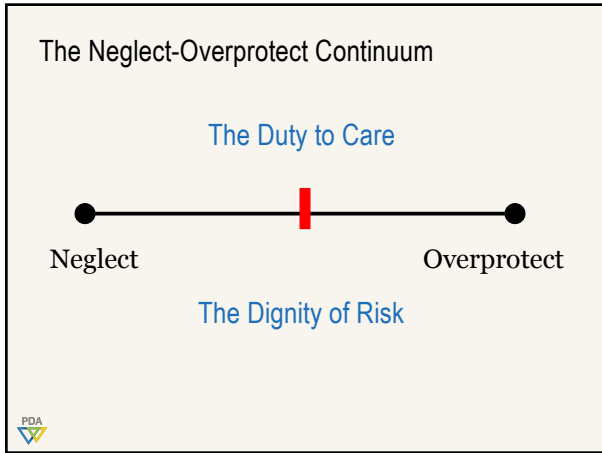 The Neglect-Overprotect Continuum
The Duty to Care
Neglect
Overprotect
The Dignity of Risk
PDA